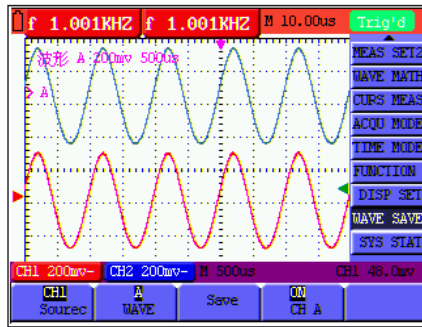 f 1.001KHZ f 1.001KHZ M 10.00us Trig'd
波形 A 200mv 500us
A
MEAS SET2
WAVE MATH
CURS MEAS
ACQU MODE
TIME MODE
FUNCTION
DISP SET
WAVE SAVE
SYS STAT
CH1 200mv~ CH2 200mv~ M 500us CH1 48.0mv
CH1 A Save ON
Sourec WAVE CH A